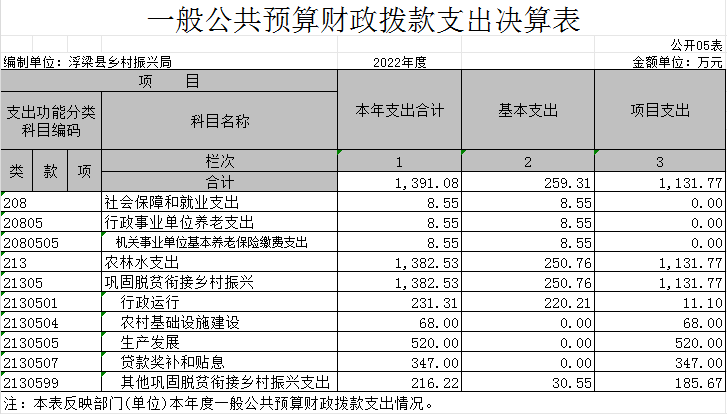 一般公共预算财政拨款支出决算表
公开05表
编制单位：浮梁县乡村振兴局 2022年度 金额单位：万元
项 目 本年支出合计 基本支出 项目支出
支出功能分类科目编码 科目名称
类 款 项 栏次 1 2 3
合计 1,391.08 259.31 1,131.77
208 社会保障和就业支出 8.55 8.55 0.00
20805 行政事业单位养老支出 8.55 8.55 0.00
2080505 机关事业单位基本养老保险缴费支出 8.55 8.55 0.00
213 农林水支出 1,382.53 250.76 1,131.77
21305 巩固脱贫衔接乡村振兴 1,382.53 250.76 1,131.77
2130501 行政运行 231.31 220.21 11.10
2130504 农村基础设施建设 68.00 0.00 68.00
2130505 生产发展 520.00 0.00 520.00
2130507 贷款奖补和贴息 347.00 0.00 347.00
2130599 其他巩固脱贫衔接乡村振兴支出 216.22 30.55 185.67
注：本表反映部门(单位)本年度一般公共预算财政拨款支出情况。